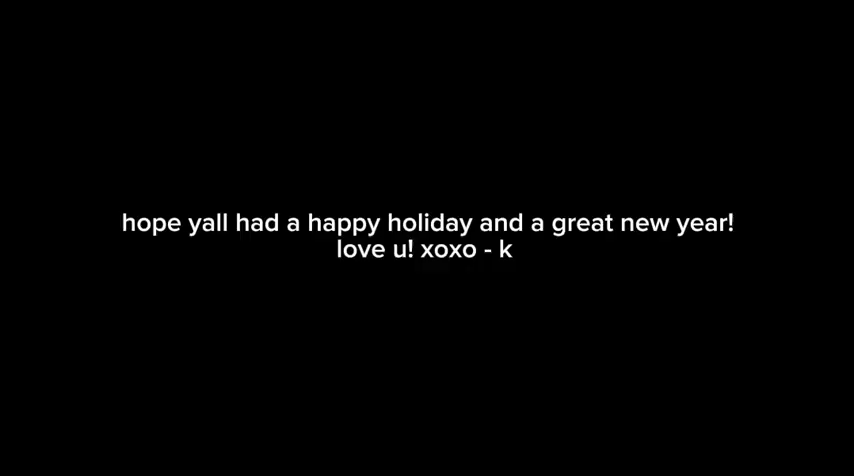 hope yall had a happy holiday and a great new year!
love u! xoxo - k